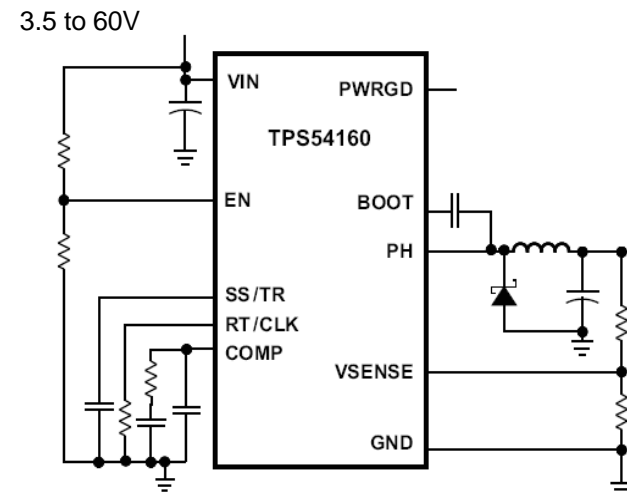 3.5 to 60V
VIN
PWRGD
TPS54160
EN
BOOT
PH
SS/TR
RT/CLK
COMP
VSENSE
GND